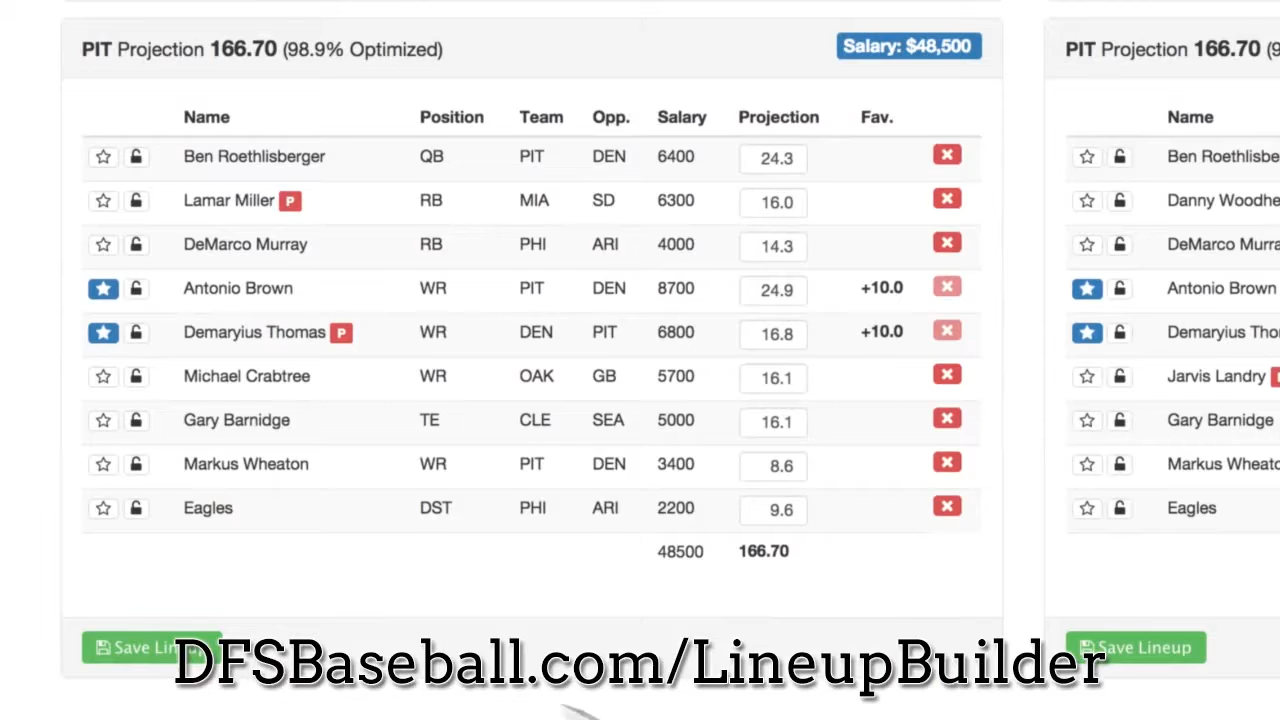 PIT Projection 166.70 (98.9% Optimized) Salary: $48,500
Name Position Team Opp. Salary Projection Fav.
Ben Roethlisberger QB PIT DEN 6400 24.3
Lamar Miller P RB MIA SD 6300 16.0
DeMarco Murray RB PHI ARI 4000 14.3
Antonio Brown WR PIT DEN 8700 24.9 +10.0
Demaryius Thomas P WR DEN PIT 6800 16.8 +10.0
Michael Crabtree WR OAK GB 5700 16.1
Gary Barnidge TE CLE SEA 5000 16.1
Markus Wheaton WR PIT DEN 3400 8.6
Eagles DST PHI ARI 2200 9.6
48500 166.70
Save Lineup
PIT Projection 166.70 (9
Name
Ben Roethlisbe
Danny Woodhe
DeMarco Murra
Antonio Brown
Demaryius Tho
Jarvis Landry
Gary Barnidge
Markus Wheato
Eagles
Save Lineup
DFSBaseball.com/LineupBuilder